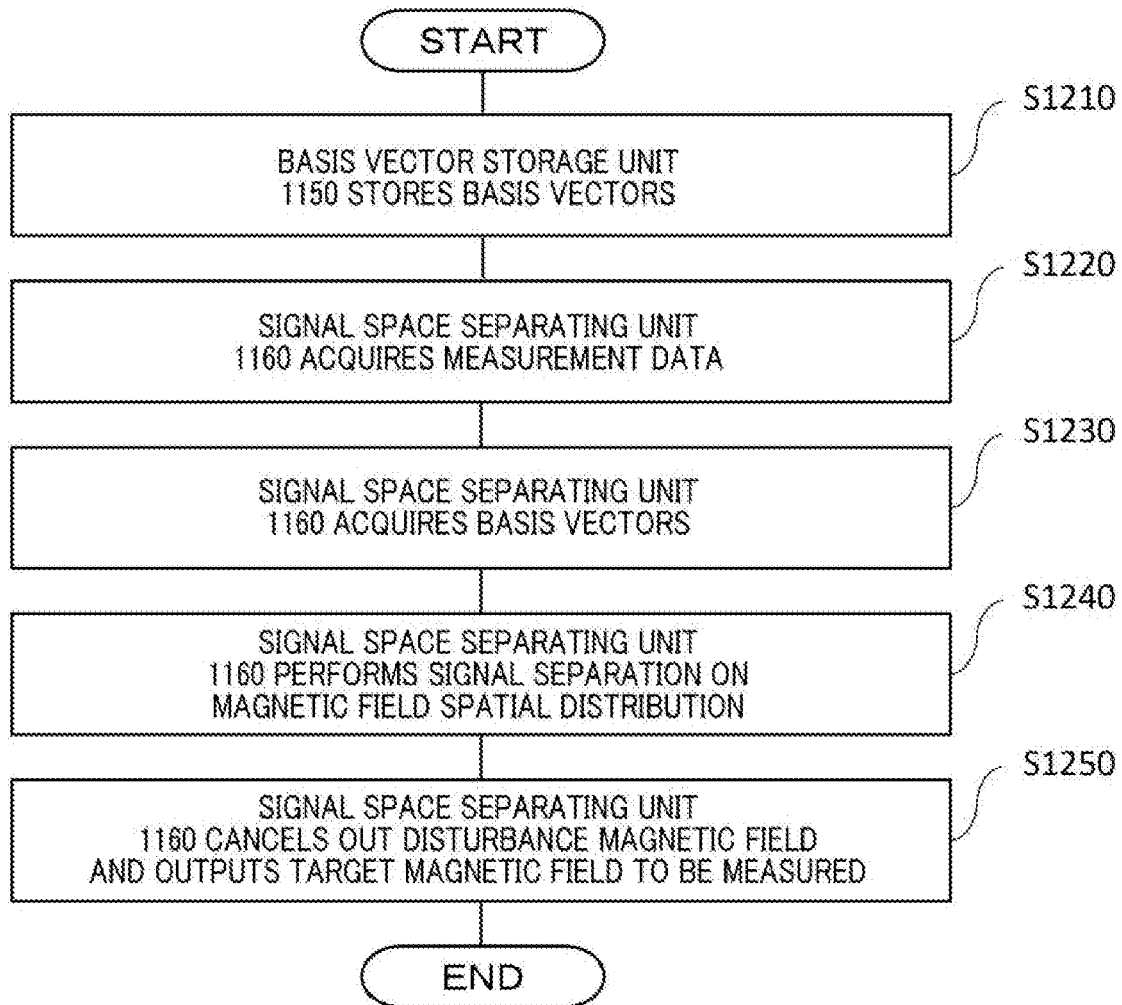 START
S1210
BASIS VECTOR STORAGE UNIT
1150 STORES BASIS VECTORS
S1220
SIGNAL SPACE SEPARATING UNIT
1160 ACQUIRES MEASUREMENT DATA
S1230
SIGNAL SPACE SEPARATING UNIT
1160 ACQUIRES BASIS VECTORS
S1240
SIGNAL SPACE SEPARATING UNIT
1160 PERFORMS SIGNAL SEPARATION ON
MAGNETIC FIELD SPATIAL DISTRIBUTION
S1250
SIGNAL SPACE SEPARATING UNIT
1160 CANCELS OUT DISTURBANCE MAGNETIC FIELD
AND OUTPUTS TARGET MAGNETIC FIELD TO BE MEASURED
END